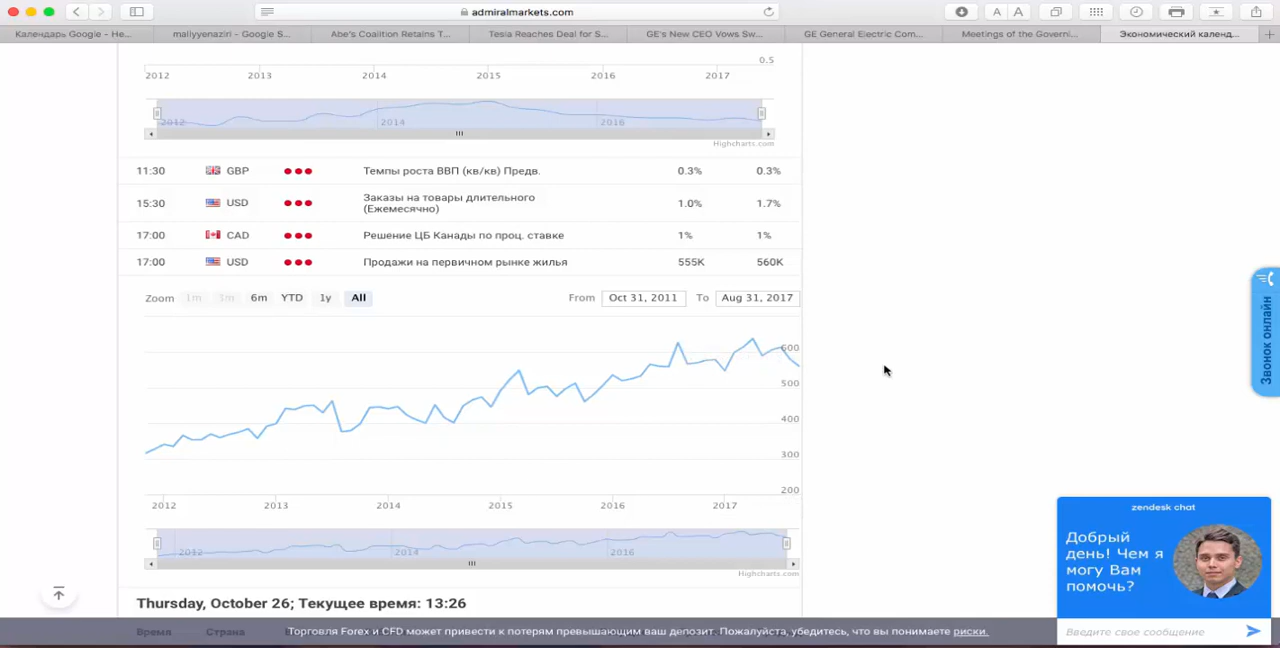 admiralmarkets.com
A A
Календарь Google - Не...
maliyyenaziri - Google S...
Abe's Coalition Retains T...
Tesla Reaches Deal for S...
GE's New CEO Vows Sw...
GE General Electric Com...
Meetings of the Governi...
Экономический календ...
0.5
2012 2013 2014 2015 2016 2017
2012 2014 2016
Highcharts.com
11:30 GBP Темпы роста ВВП (кв/кв) Предв. 0.3% 0.3%
15:30 USD Заказы на товары длительного 1.0% 1.7%
(Ежемесячно)
17:00 CAD Решение ЦБ Канады по проц. ставке 1% 1%
17:00 USD Продажи на первичном рынке жилья 555K 560K
Zoom 1m 3m 6m YTD 1y All From Oct 31, 2011 To Aug 31, 2017
600
500
400
300
200
2012 2013 2014 2015 2016 2017
2012 2014 2016
Highcharts.com
Thursday, October 26; Текущее время: 13:26
Время Страна
Торговля Forex и CFD может привести к потерям превышающим ваш депозит. Пожалуйста, убедитесь, что вы понимаете риски.
Звонок онлайн
zendesk chat
Добрый
день! Чем я
могу Вам
помочь?
Введите свое сообщение